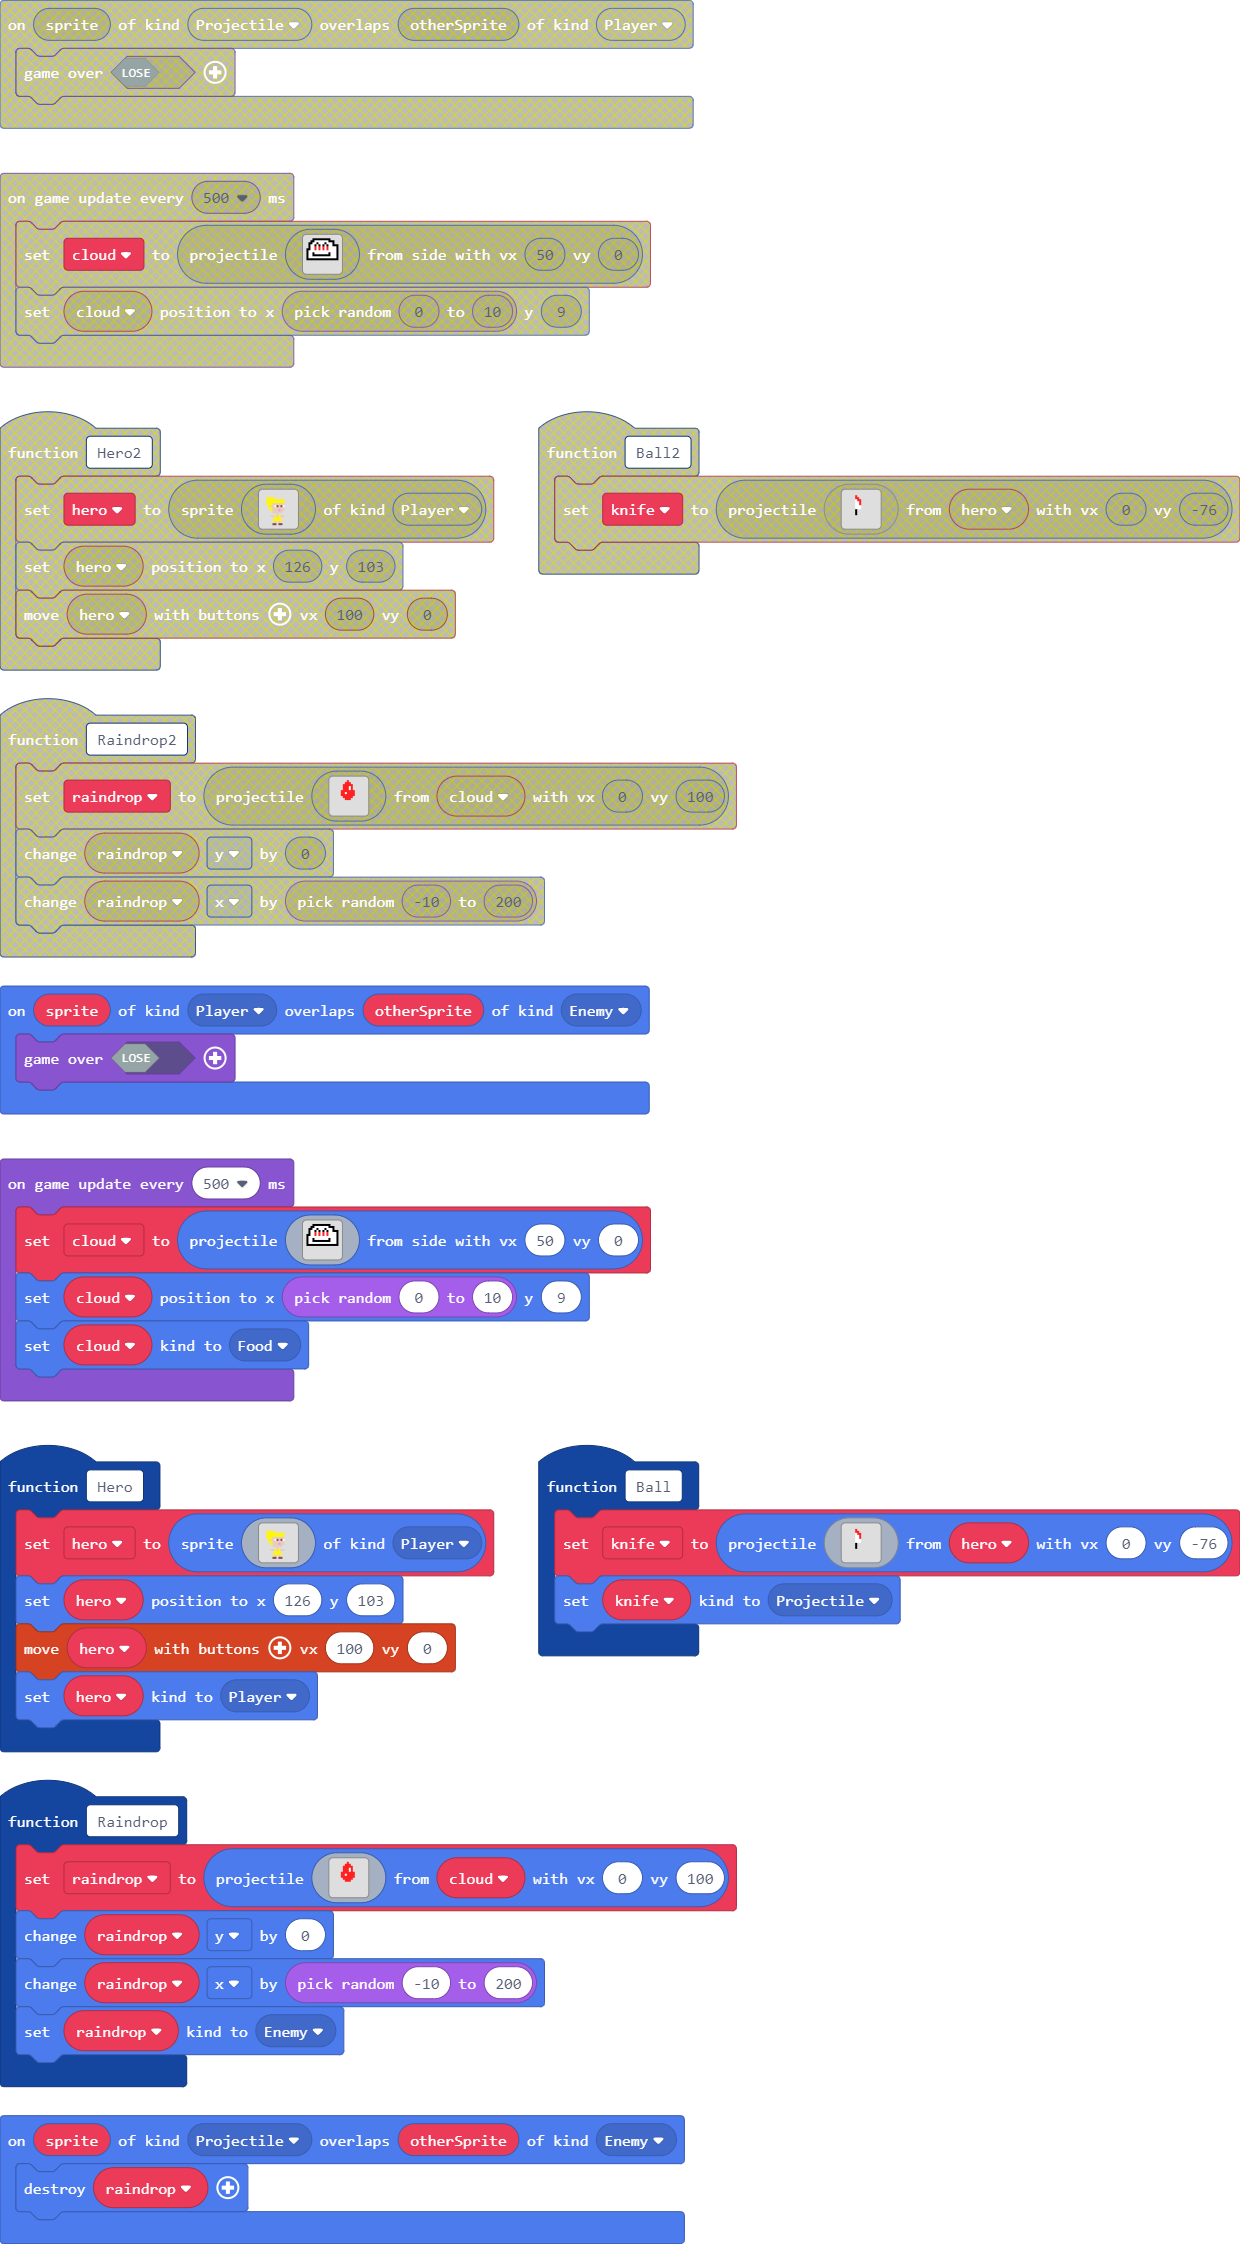 on sprite of kind Projectile overlaps otherSprite of kind Player
game over LOSE
on game update every 500 ms
set cloud to projectile from side with vx 50 vy 0
set cloud position to x pick random 0 to 10 y 9
function Hero2
set hero to sprite of kind Player
set hero position to x 126 y 103
move hero with buttons vx 100 vy 0
function Ball2
set knife to projectile from hero with vx 0 vy -76
function Raindrop2
set raindrop to projectile from cloud with vx 0 vy 100
change raindrop y by 0
change raindrop x by pick random -10 to 200
on sprite of kind Player overlaps otherSprite of kind Enemy
game over LOSE
on game update every 500 ms
set cloud to projectile from side with vx 50 vy 0
set cloud position to x pick random 0 to 10 y 9
set cloud kind to Food
function Hero
set hero to sprite of kind Player
set hero position to x 126 y 103
move hero with buttons vx 100 vy 0
set hero kind to Player
function Ball
set knife to projectile from hero with vx 0 vy -76
set knife kind to Projectile
function Raindrop
set raindrop to projectile from cloud with vx 0 vy 100
change raindrop y by 0
change raindrop x by pick random -10 to 200
set raindrop kind to Enemy
on sprite of kind Projectile overlaps otherSprite of kind Enemy
destroy raindrop